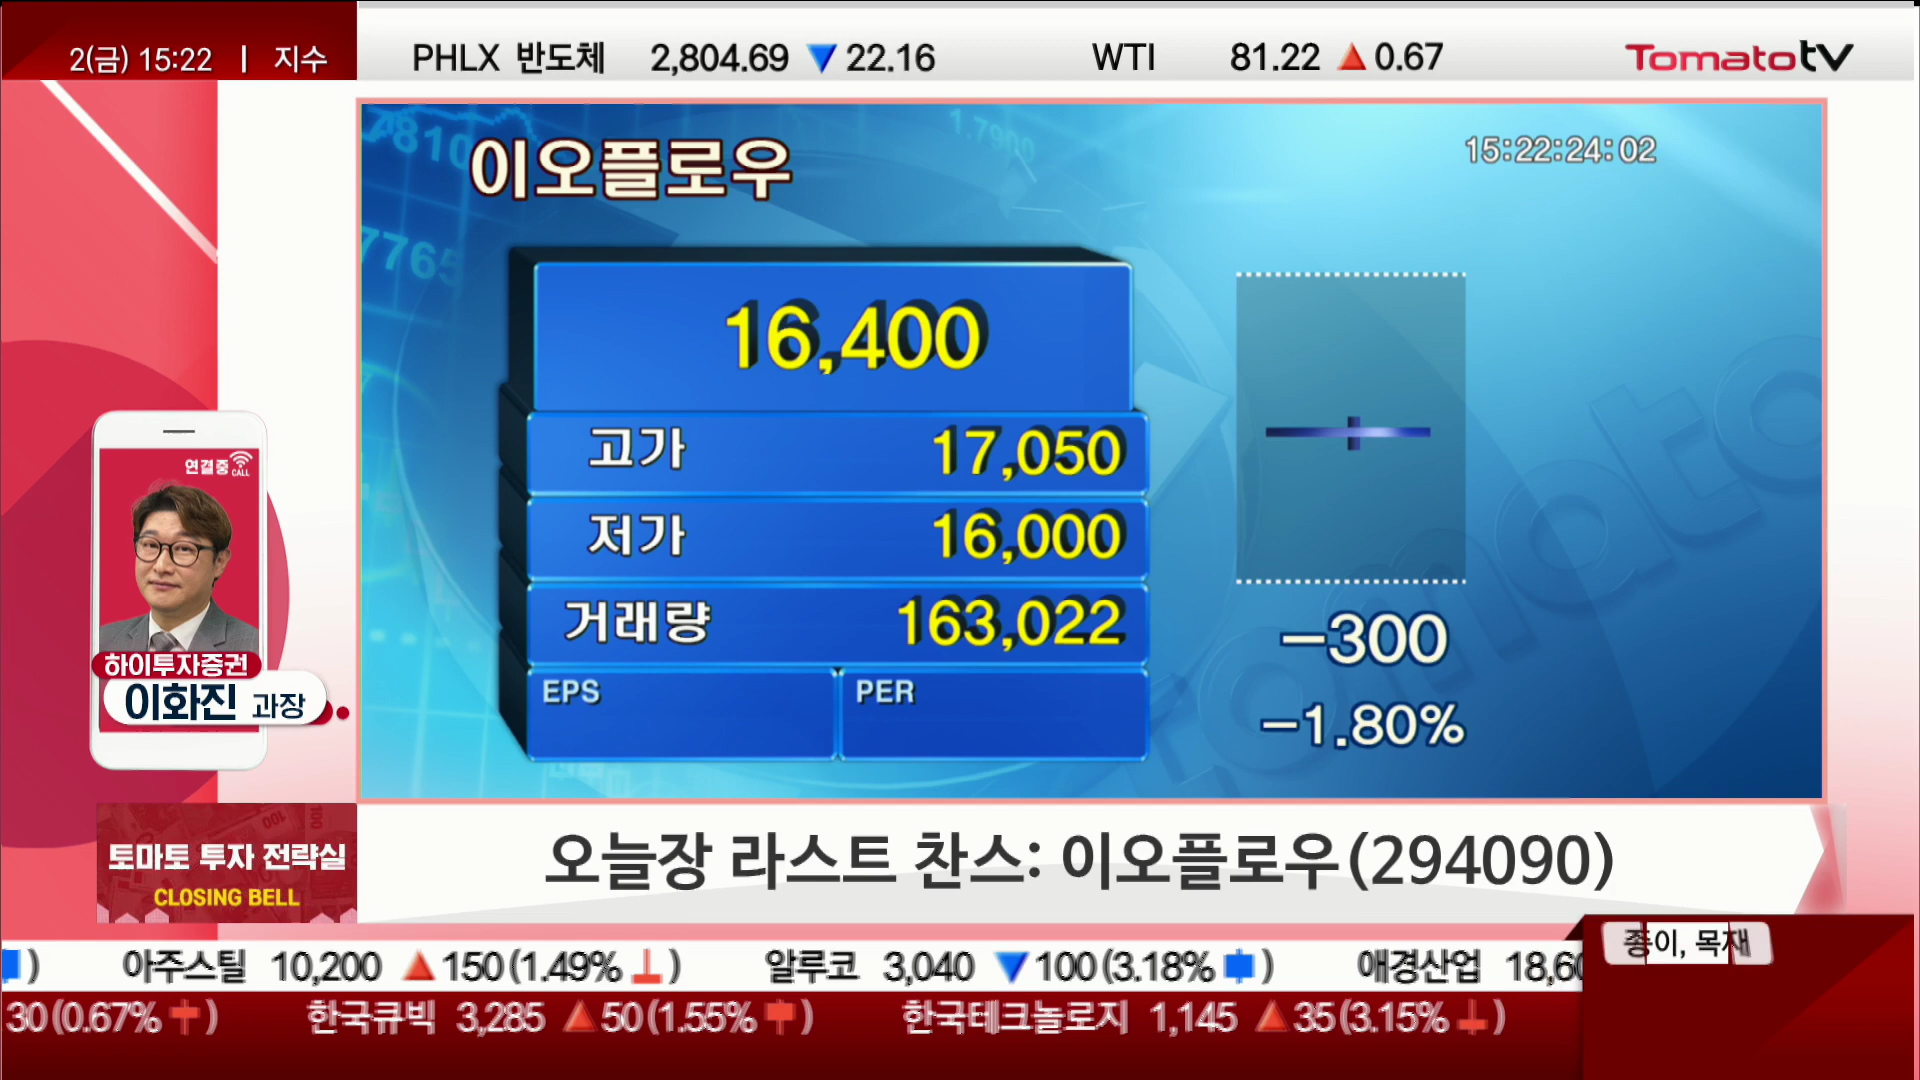 2(금) 15:22 | 지수
PHLX 반도체 2,804.69 ▼ 22.16 WTI 81.22 ▲ 0.67
Tomato tv
이오플로우
15:22:24:02
16,400
고가 17,050
저가 16,000
거래량 163,022
EPS PER
-300
-1.80%
연결중
CALL
하이투자증권
이화진 과장
토마토 투자 전략실
CLOSING BELL
오늘장 라스트 찬스: 이오플로우(294090)
) 아주스틸 10,200 ▲150(1.49% ) 알루코 3,040 ▼100(3.18% ) 애경산업 18,60
종이, 목재
30(0.67% ) 한국큐빅 3,285 ▲50(1.55% ) 한국테크놀로지 1,145 ▲35(3.15% )